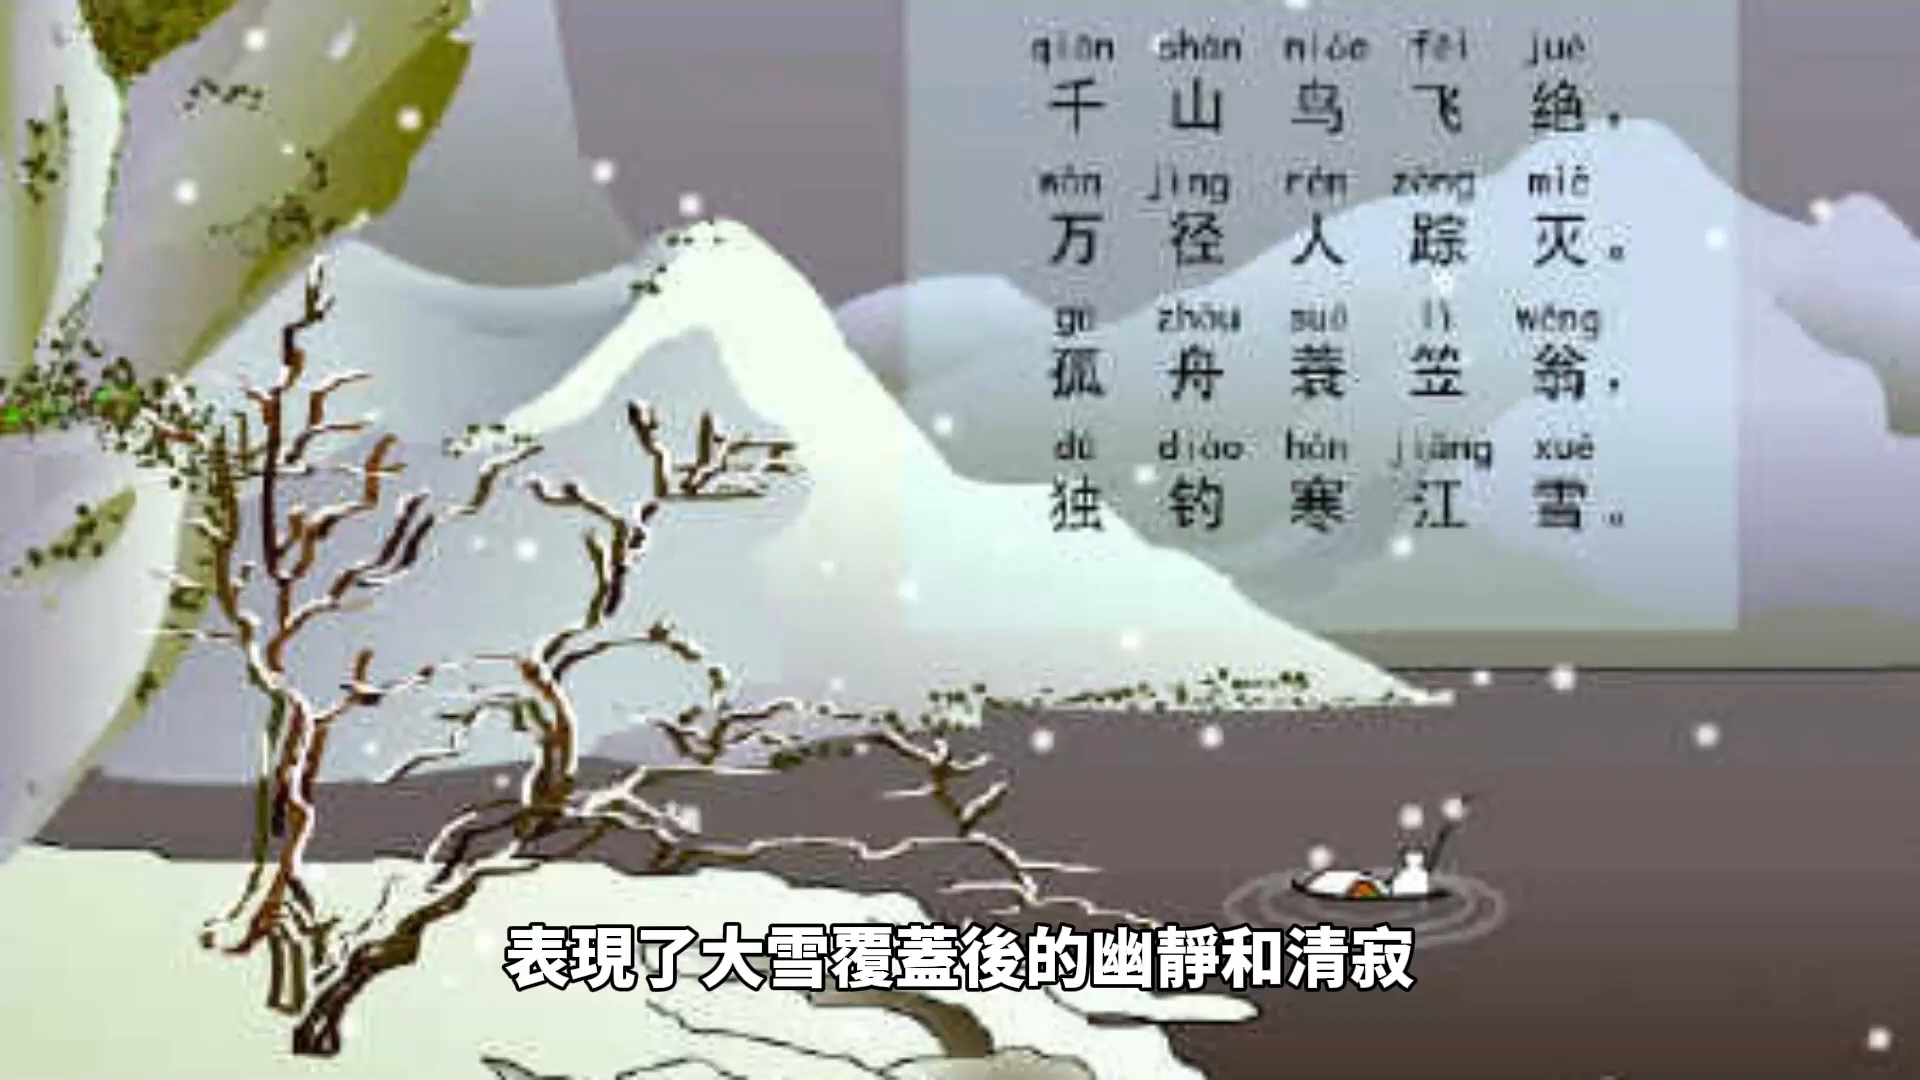 qiān shān niǎo fēi jué
千 山 鸟 飞 绝，
wàn jìng rén zōng miè
万 径 人 踪 灭。
gū zhōu suō lì wēng
孤 舟 蓑 笠 翁，
dú diào hán jiāng xuě
独 钓 寒 江 雪。
表現了大雪覆蓋後的幽靜和清寂